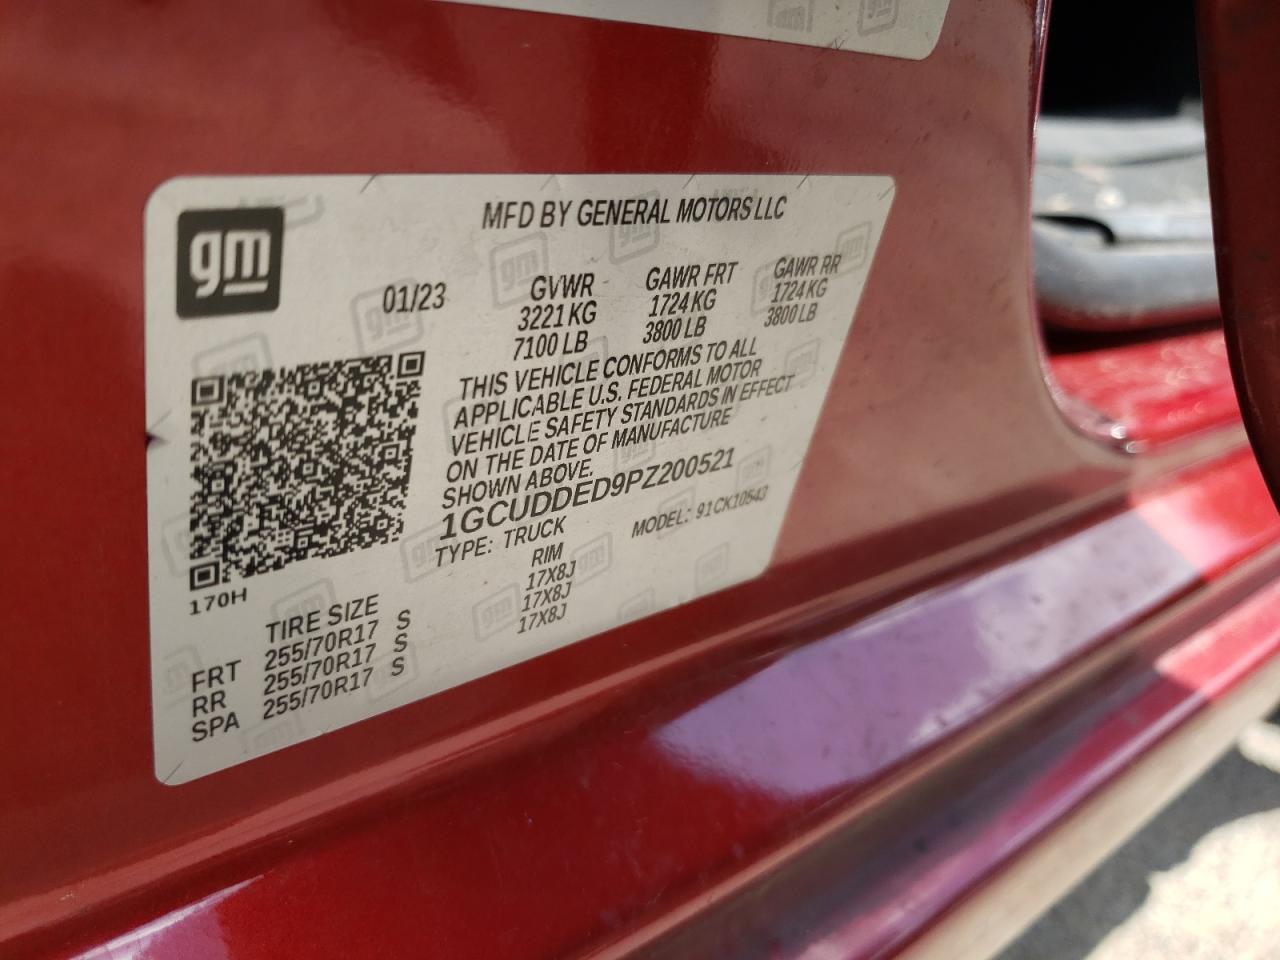 gm
MFD BY GENERAL MOTORS LLC
01/23
GVWR GAWR FRT GAWR RR
3221 KG 1724 KG 1724 KG
7100 LB 3800 LB 3800 LB
THIS VEHICLE CONFORMS TO ALL
APPLICABLE U.S. FEDERAL MOTOR
VEHICLE SAFETY STANDARDS IN EFFECT
ON THE DATE OF MANUFACTURE
SHOWN ABOVE.
1GCUDDED9PZ200521
TYPE: TRUCK MODEL: 91CK10543
170H
TIRE SIZE RIM
FRT 255/70R17 S 17X8J
RR 255/70R17 S 17X8J
SPA 255/70R17 S 17X8J